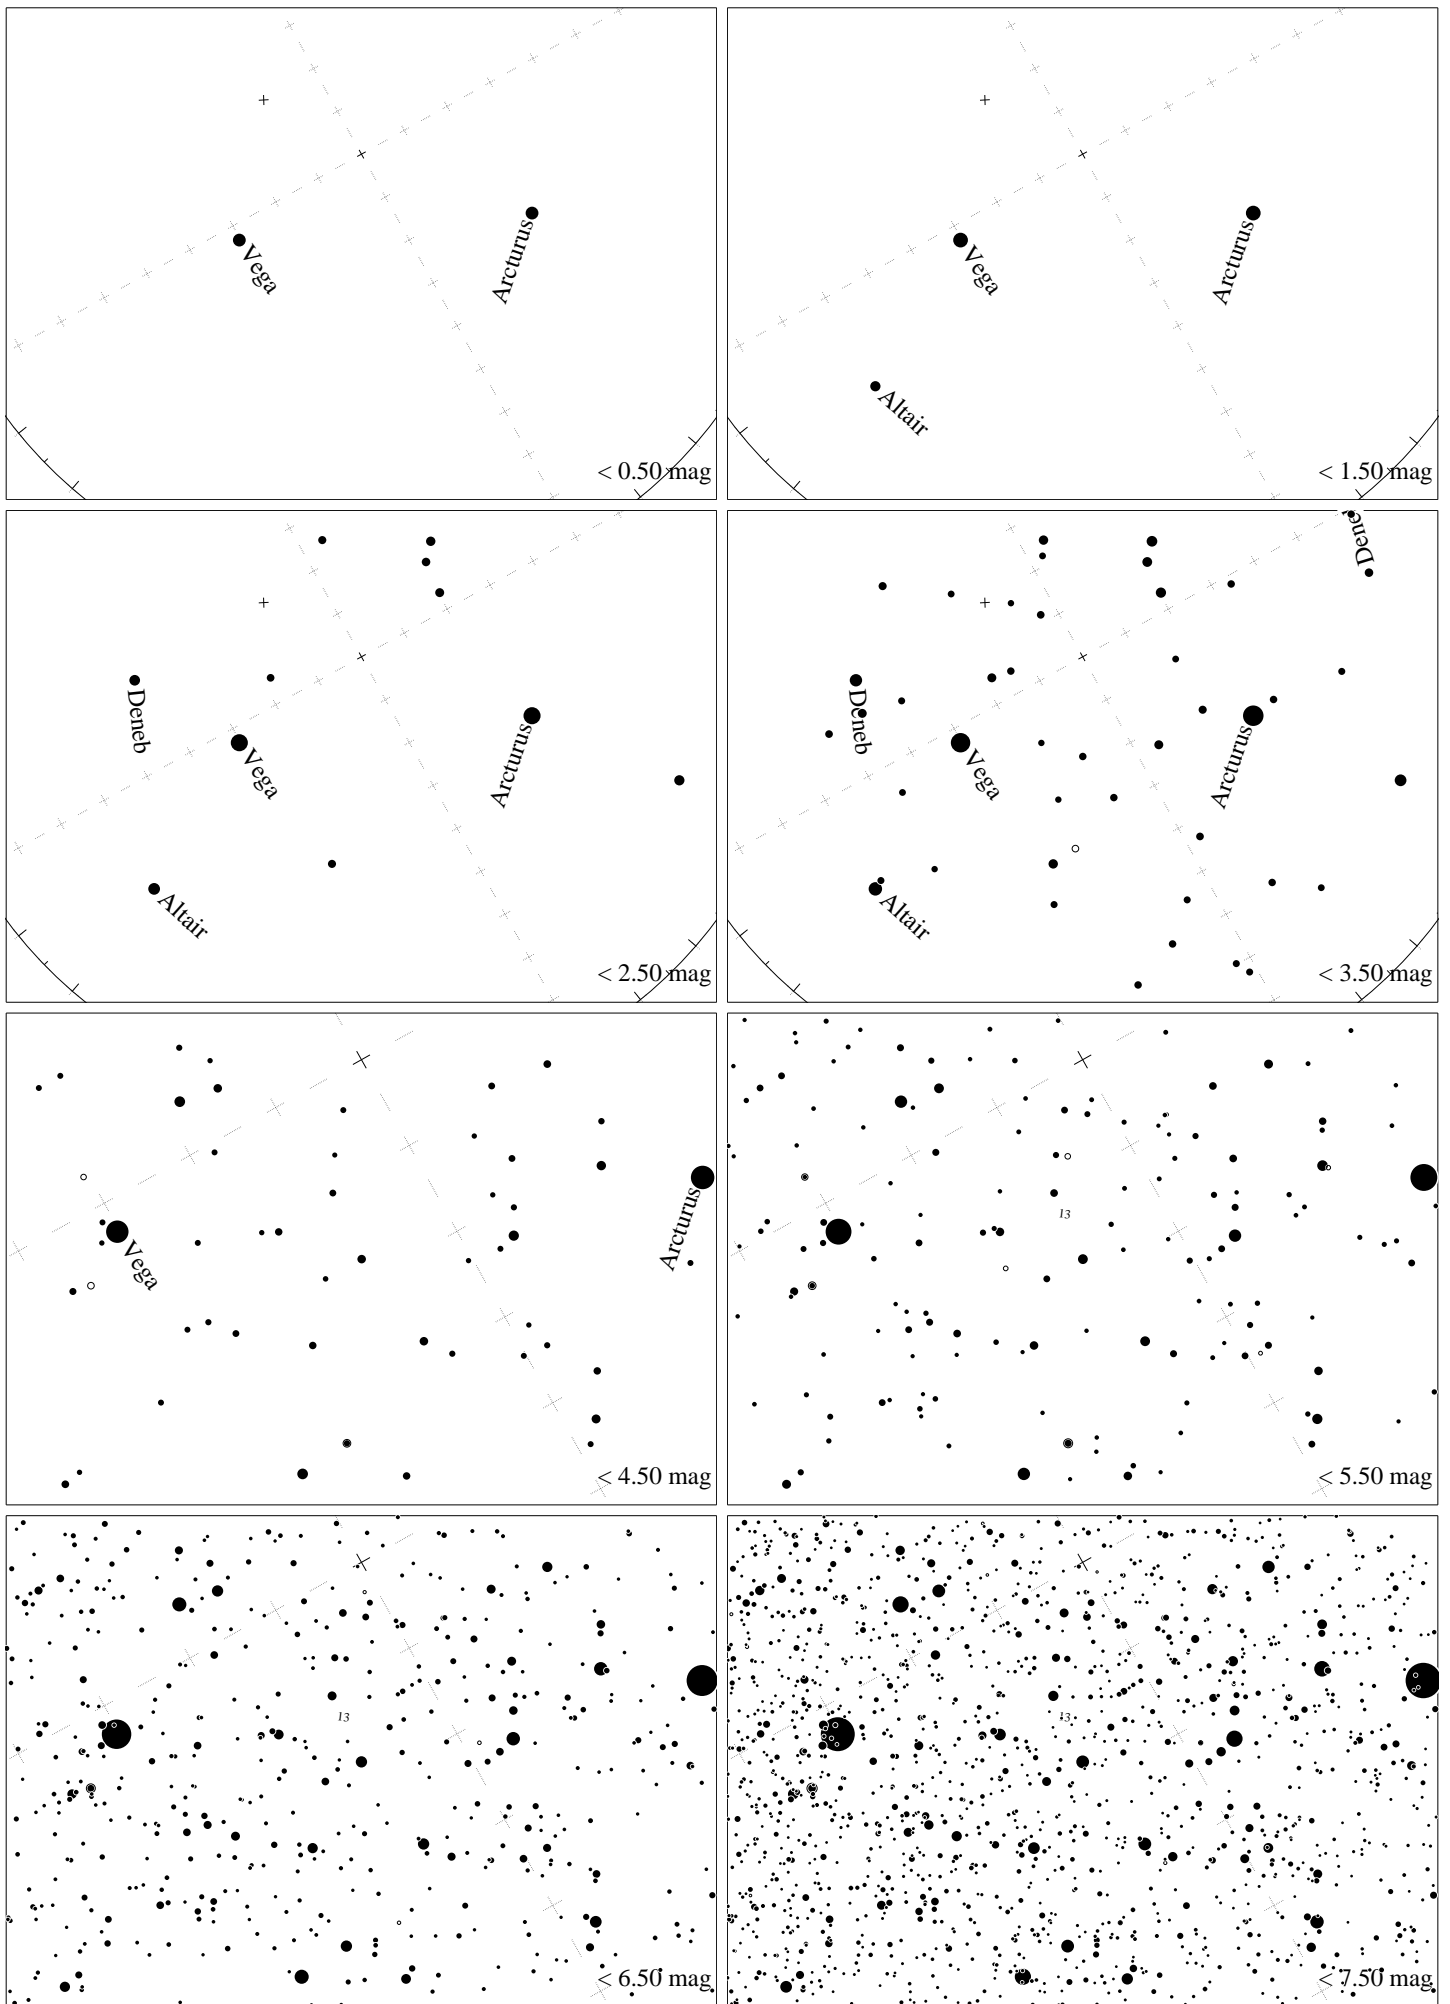 Vega
Arcturus
< 0.50 mag
Vega
Arcturus
Altair
< 1.50 mag
Deneb
Vega
Arcturus
Altair
< 2.50 mag
Dene
Deneb
Vega
Arcturus
Altair
< 3.50 mag
Vega
Arcturus
< 4.50 mag
13
< 5.50 mag
13
< 6.50 mag
13
< 7.50 mag